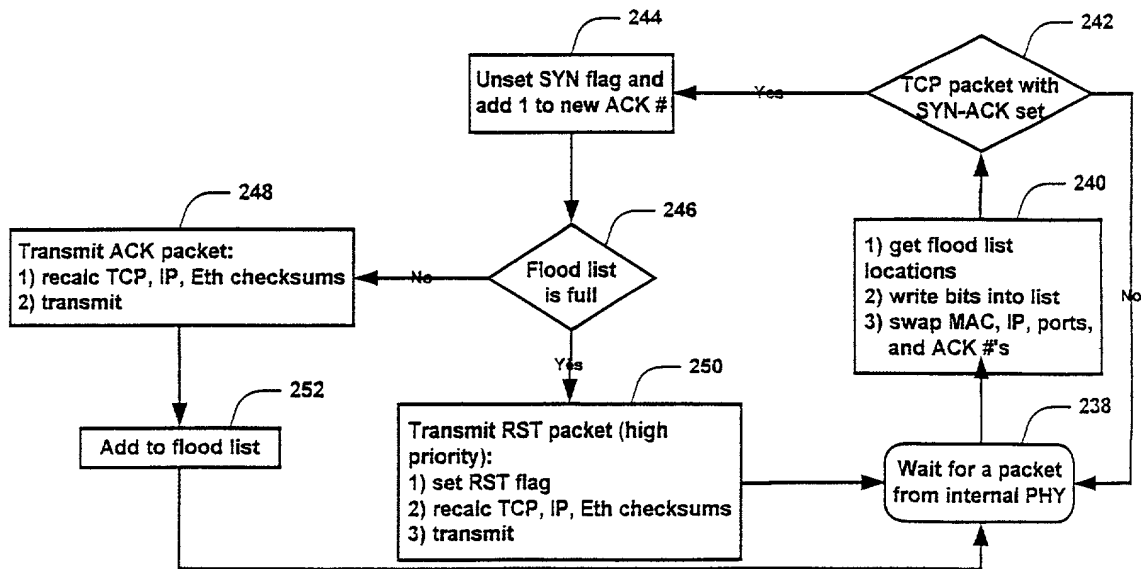 244
Unset SYN flag and
add 1 to new ACK #
242
TCP packet with
SYN-ACK set
Yes
248
Transmit ACK packet:
1) recalc TCP, IP, Eth checksums
2) transmit
246
Flood list
is full
No
Yes
240
1) get flood list
locations
2) write bits into list
3) swap MAC, IP, ports,
and ACK #'s
No
252
Add to flood list
250
Transmit RST packet (high
priority):
1) set RST flag
2) recalc TCP, IP, Eth checksums
3) transmit
238
Wait for a packet
from internal PHY